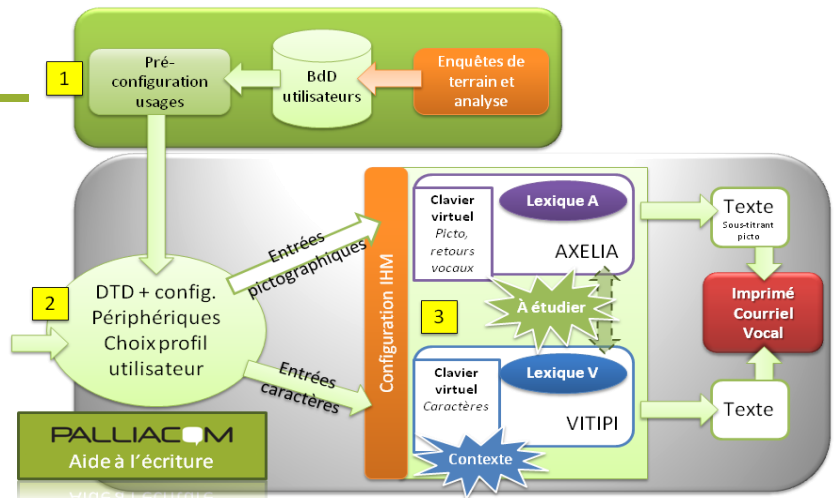 1
Pré-
configuration
usages
BdD
utilisateurs
Enquêtes de
terrain et
analyse
2
DTD + config.
Périphériques
Choix profil
utilisateur
Entrées
pictographiques
Entrées
caractères
Configuration IHM
Clavier
virtuel
Picto,
retours
vocaux
Lexique A
AXELIA
3
À étudier
Clavier
virtuel
Caractères
Lexique V
VITIPI
Contexte
Texte
Sous-titrant
picto
Imprimé
Courriel
Vocal
Texte
PALLIACOM
Aide à l'écriture